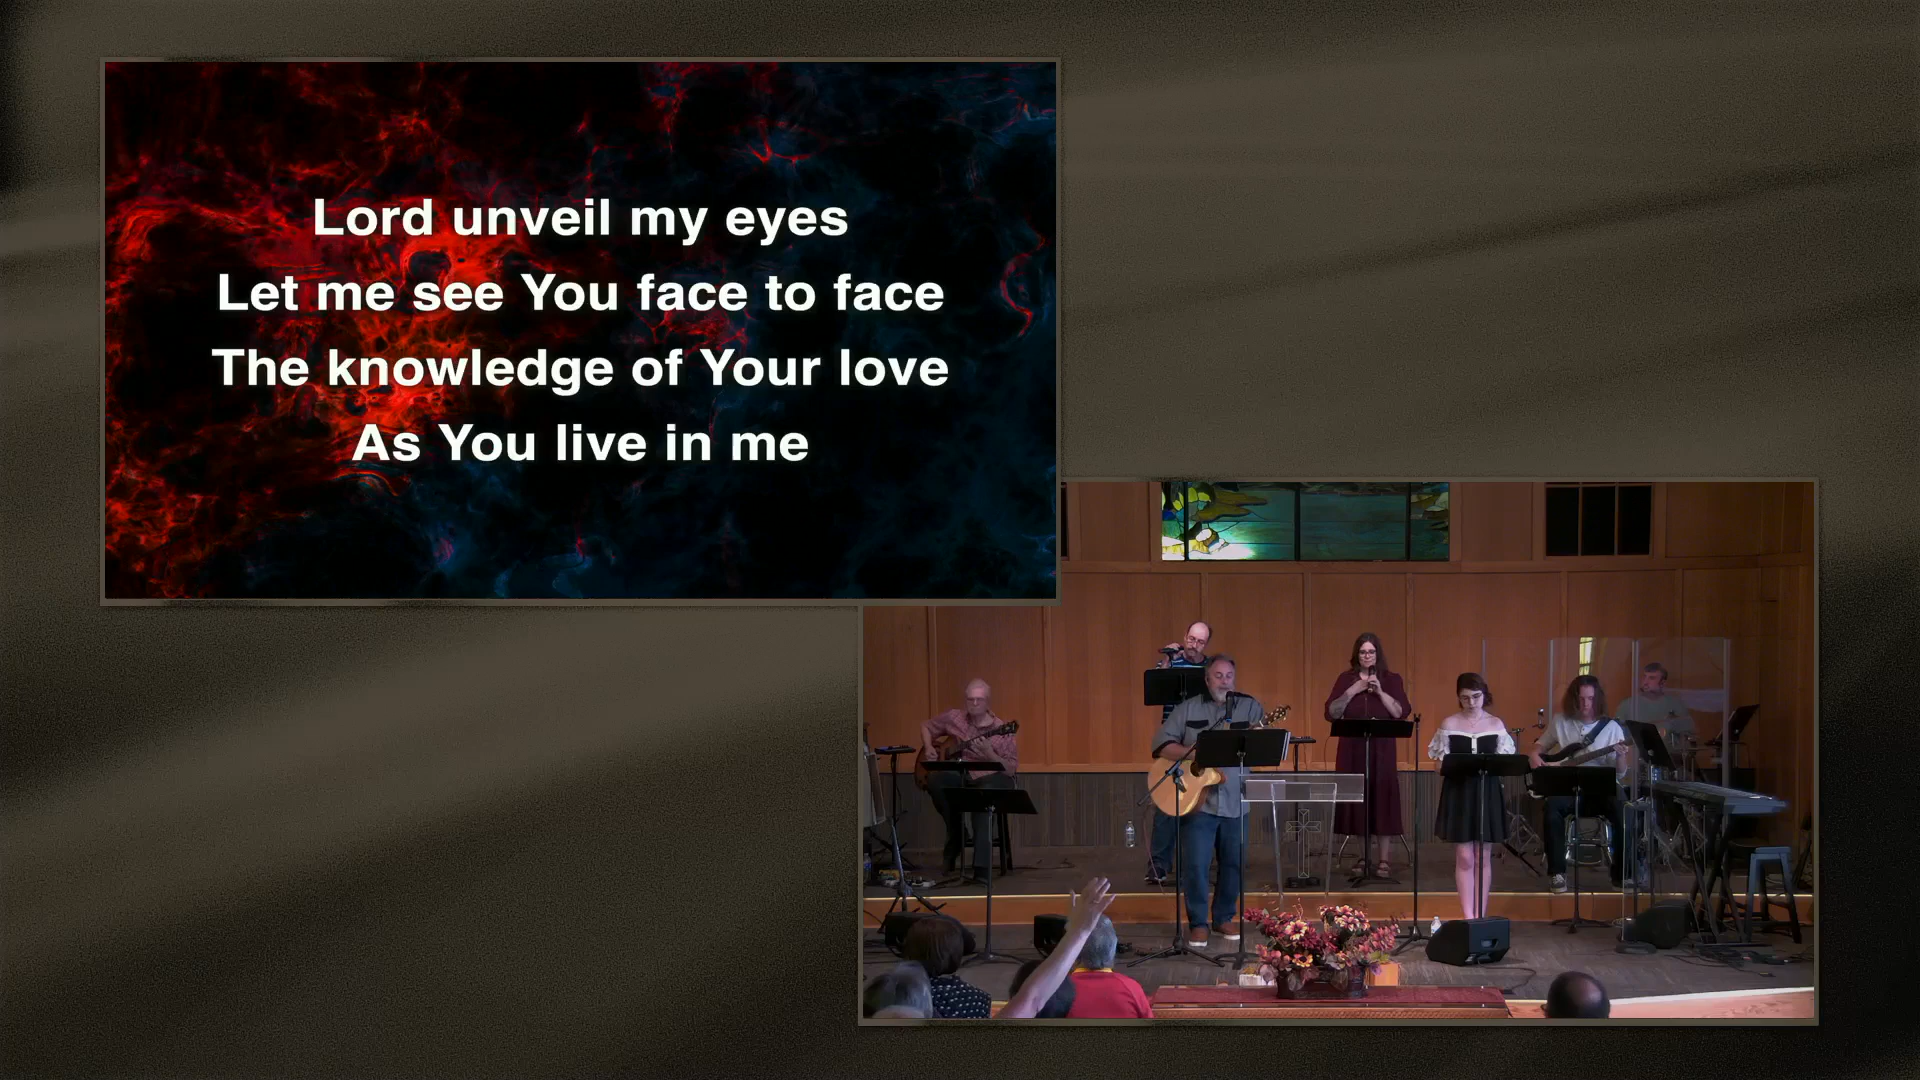 Lord unveil my eyes
Let me see You face to face
The knowledge of Your love
As You live in me